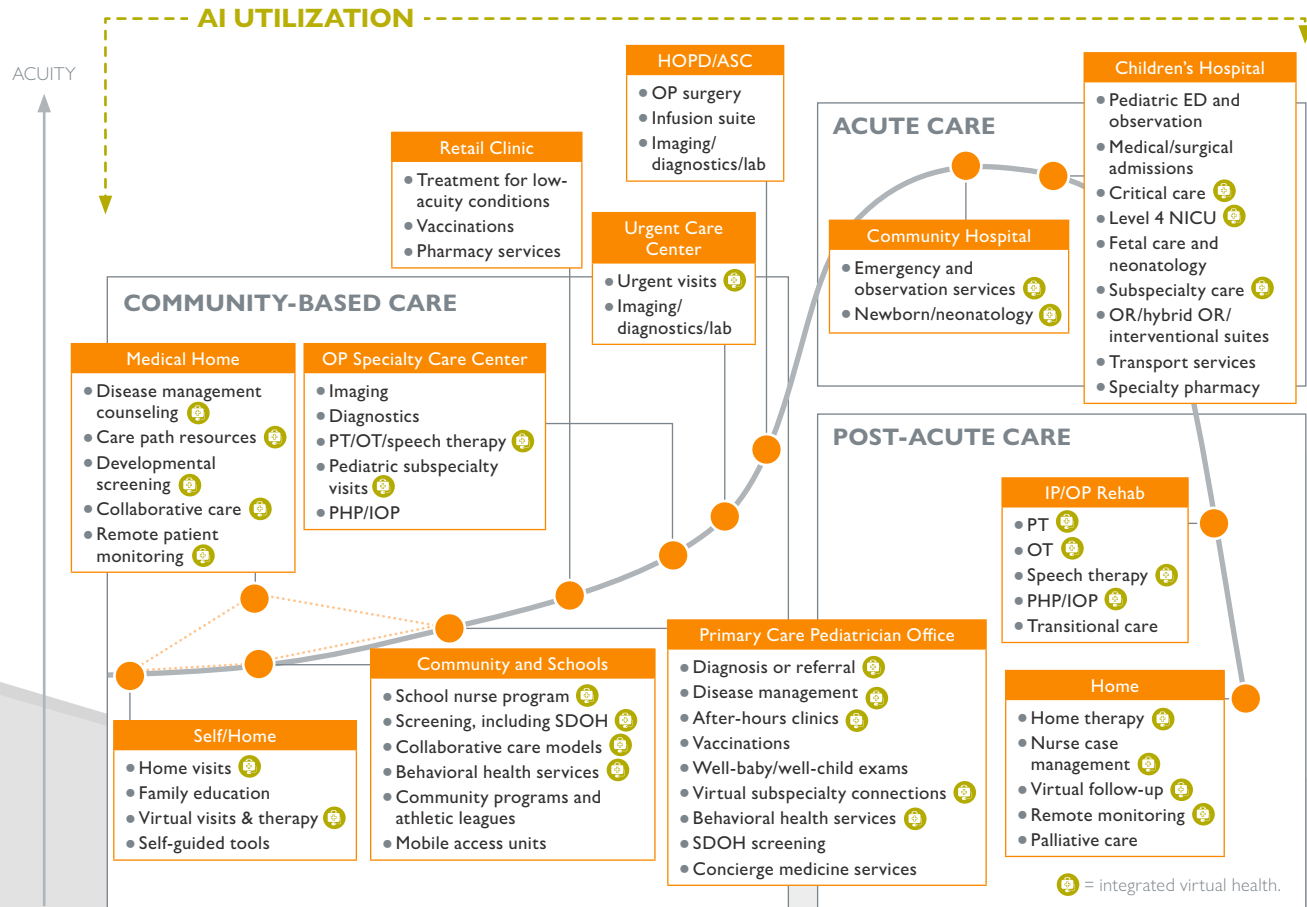 AI UTILIZATION
ACUITY
HOPD/ASC
OP surgery
Infusion suite
Imaging/
diagnostics/lab
Retail Clinic
Treatment for low-
acuity conditions
Vaccinations
Pharmacy services
Urgent Care
Center
Urgent visits
Imaging/
diagnostics/lab
COMMUNITY-BASED CARE
Medical Home
Disease management
counseling
Care path resources
Developmental
screening
Collaborative care
Remote patient
monitoring
OP Specialty Care Center
Imaging
Diagnostics
PT/OT/speech therapy
Pediatric subspecialty
visits
PHP/IOP
Self/Home
Home visits
Family education
Virtual visits & therapy
Self-guided tools
Community and Schools
School nurse program
Screening, including SDOH
Collaborative care models
Behavioral health services
Community programs and
athletic leagues
Mobile access units
Primary Care Pediatrician Office
Diagnosis or referral
Disease management
After-hours clinics
Vaccinations
Well-baby/well-child exams
Virtual subspecialty connections
Behavioral health services
SDOH screening
Concierge medicine services
ACUTE CARE
Community Hospital
Emergency and
observation services
Newborn/neonatology
Children's Hospital
Pediatric ED and
observation
Medical/surgical
admissions
Critical care
Level 4 NICU
Fetal care and
neonatology
Subspecialty care
OR/hybrid OR/
interventional suites
Transport services
Specialty pharmacy
POST-ACUTE CARE
IP/OP Rehab
PT
OT
Speech therapy
PHP/IOP
Transitional care
Home
Home therapy
Nurse case
management
Virtual follow-up
Remote monitoring
Palliative care
= integrated virtual health.